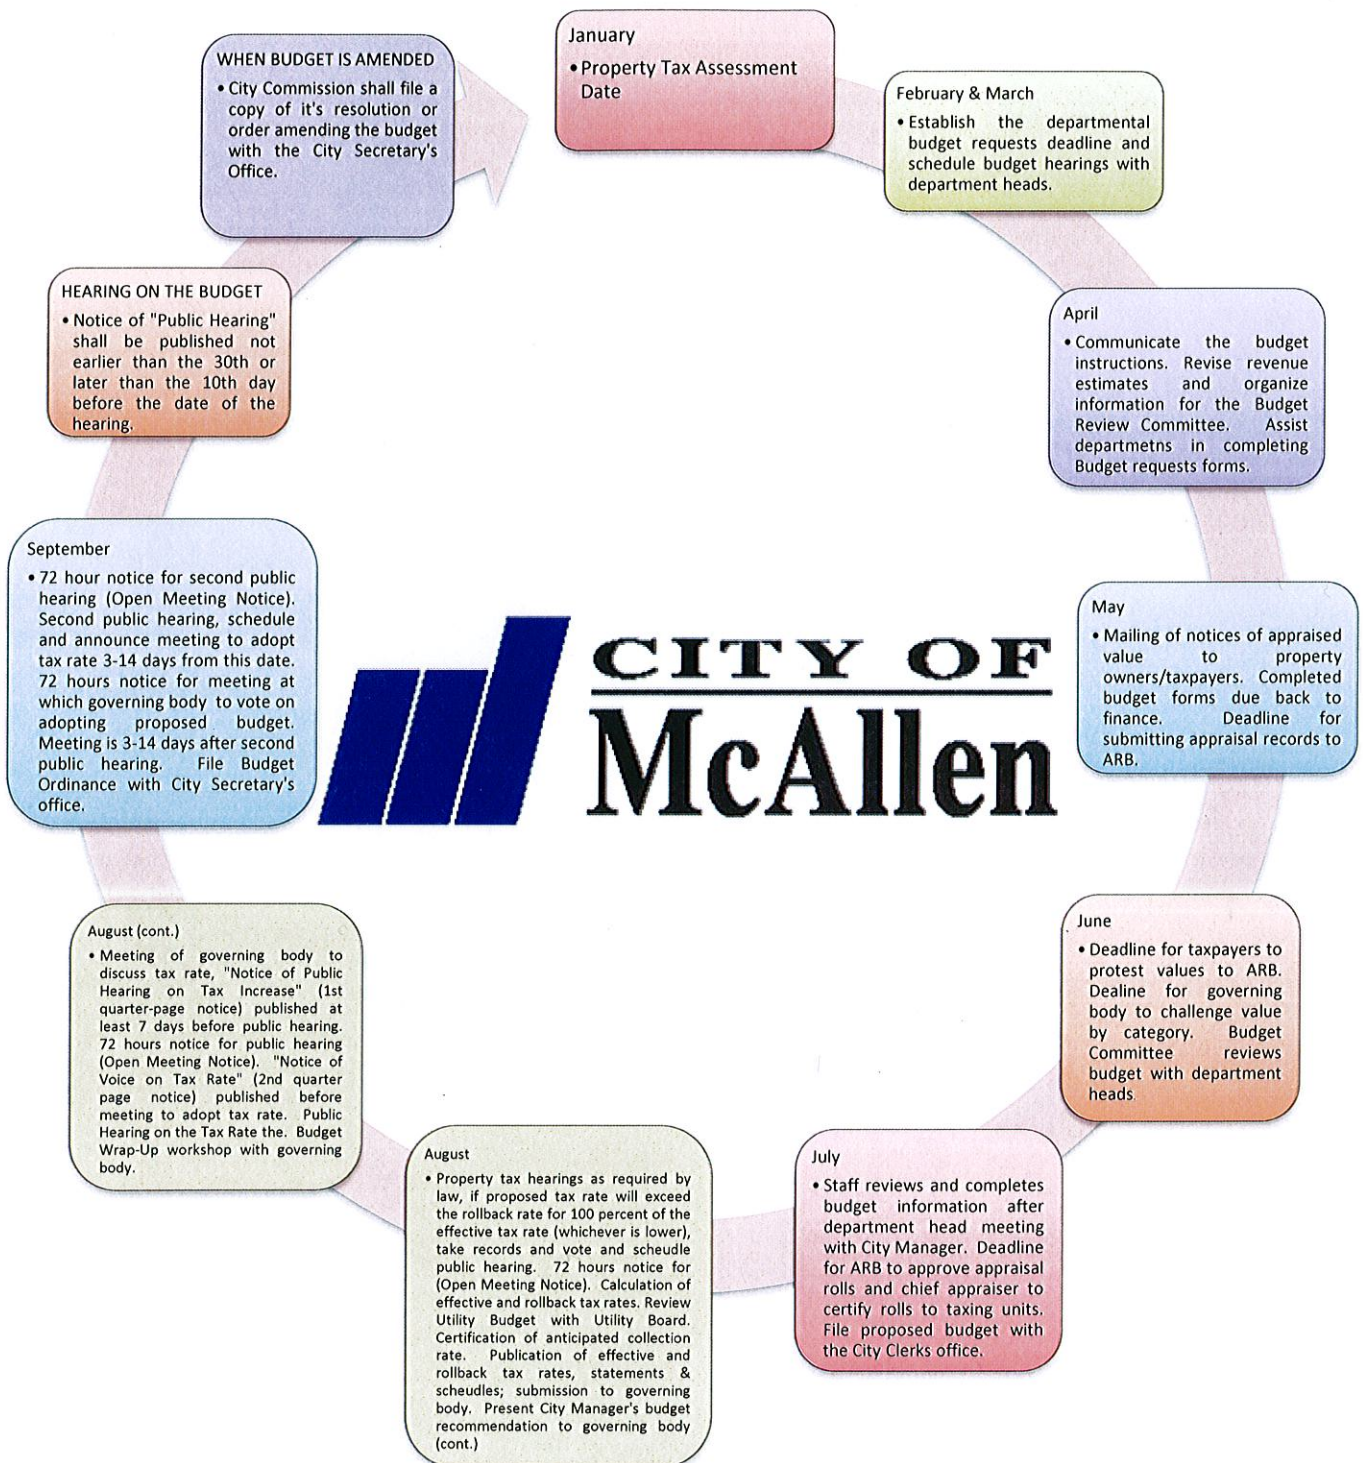 January
• Property Tax Assessment
Date
February & March
• Establish the departmental
budget requests deadline and
schedule budget hearings with
department heads.
April
• Communicate the budget
instructions. Revise revenue
estimates and organize
information for the Budget
Review Committee. Assist
departmetns in completing
Budget requests forms.
May
• Mailing of notices of appraised
value to property
owners/taxpayers. Completed
budget forms due back to
finance. Deadline for
submitting appraisal records to
ARB.
June
• Deadline for taxpayers to
protest values to ARB.
Dealine for governing
body to challenge value
by category. Budget
Committee reviews
budget with department
heads.
July
• Staff reviews and completes
budget information after
department head meeting
with City Manager. Deadline
for ARB to approve appraisal
rolls and chief appraiser to
certify rolls to taxing units.
File proposed budget with
the City Clerks office.
August
• Property tax hearings as required by
law, if proposed tax rate will exceed
the rollback rate for 100 percent of the
effective tax rate (whichever is lower),
take records and vote and scheudle
public hearing. 72 hours notice for
(Open Meeting Notice). Calculation of
effective and rollback tax rates. Review
Utility Budget with Utility Board.
Certification of anticipated collection
rate. Publication of effective and
rollback tax rates, statements &
scheudles; submission to governing
body. Present City Manager's budget
recommendation to governing body
(cont.)
August (cont.)
• Meeting of governing body to
discuss tax rate, "Notice of Public
Hearing on Tax Increase" (1st
quarter-page notice) published at
least 7 days before public hearing.
72 hours notice for public hearing
(Open Meeting Notice). "Notice of
Voice on Tax Rate" (2nd quarter
page notice) published before
meeting to adopt tax rate. Public
Hearing on the Tax Rate the. Budget
Wrap-Up workshop with governing
body.
September
• 72 hour notice for second public
hearing (Open Meeting Notice).
Second public hearing, schedule
and announce meeting to adopt
tax rate 3-14 days from this date.
72 hours notice for meeting at
which governing body to vote on
adopting proposed budget.
Meeting is 3-14 days after second
public hearing. File Budget
Ordinance with City Secretary's
office.
HEARING ON THE BUDGET
• Notice of "Public Hearing"
shall be published not
earlier than the 30th or
later than the 10th day
before the date of the
hearing.
WHEN BUDGET IS AMENDED
• City Commission shall file a
copy of it's resolution or
order amending the budget
with the City Secretary's
Office.
CITY OF
McAllen